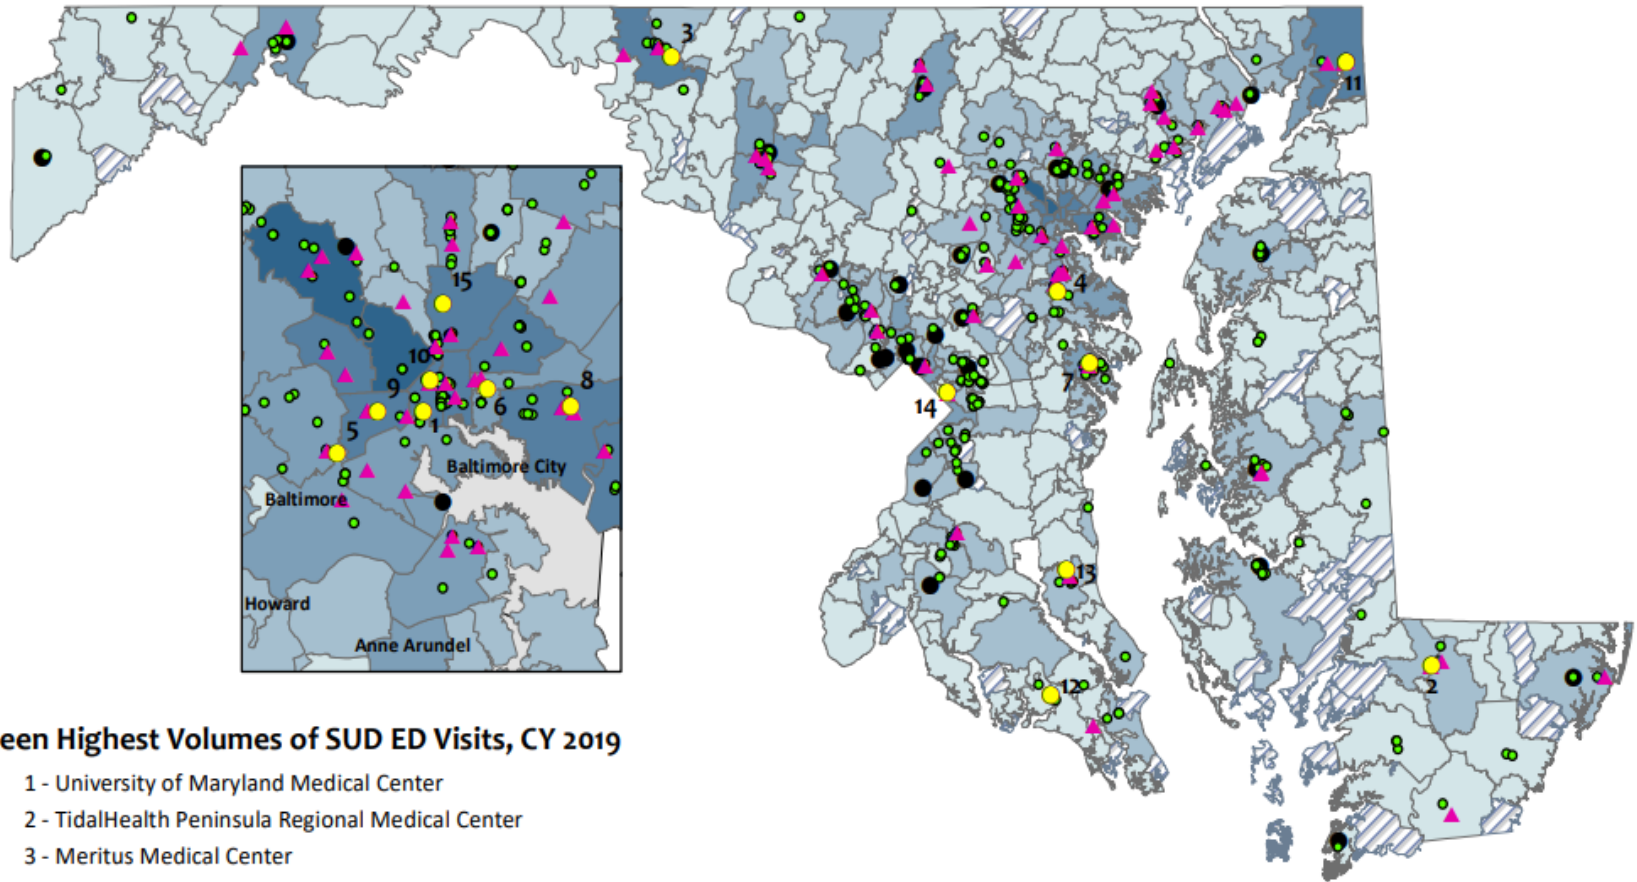 3
11
4
7
14
13
12
2
15
10
9
8
6
5
1
Baltimore City
Baltimore
Howard
Anne Arundel
een Highest Volumes of SUD ED Visits, CY 2019
1 - University of Maryland Medical Center
2 - TidalHealth Peninsula Regional Medical Center
3 - Meritus Medical Center